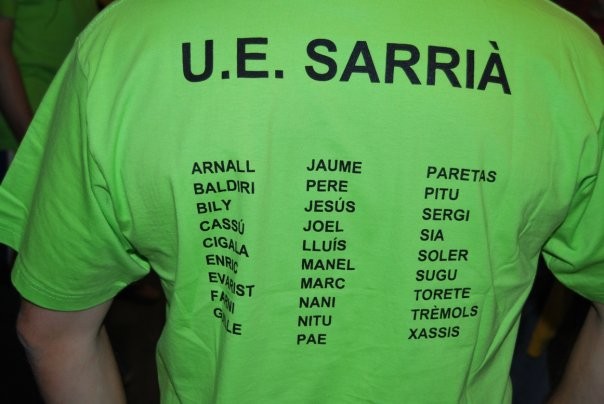 U.E. SARRIÀ
ARNALL
BALDIRI
BILY
CASSÚ
CIGALA
ENRIC
EVARIST
JAUME
PERE
JESÚS
JOEL
LLUÍS
MANEL
MARC
NANI
NITU
PAE
PARETAS
PITU
SERGI
SIA
SOLER
SUGU
TORETE
TRÈMOLS
XASSIS